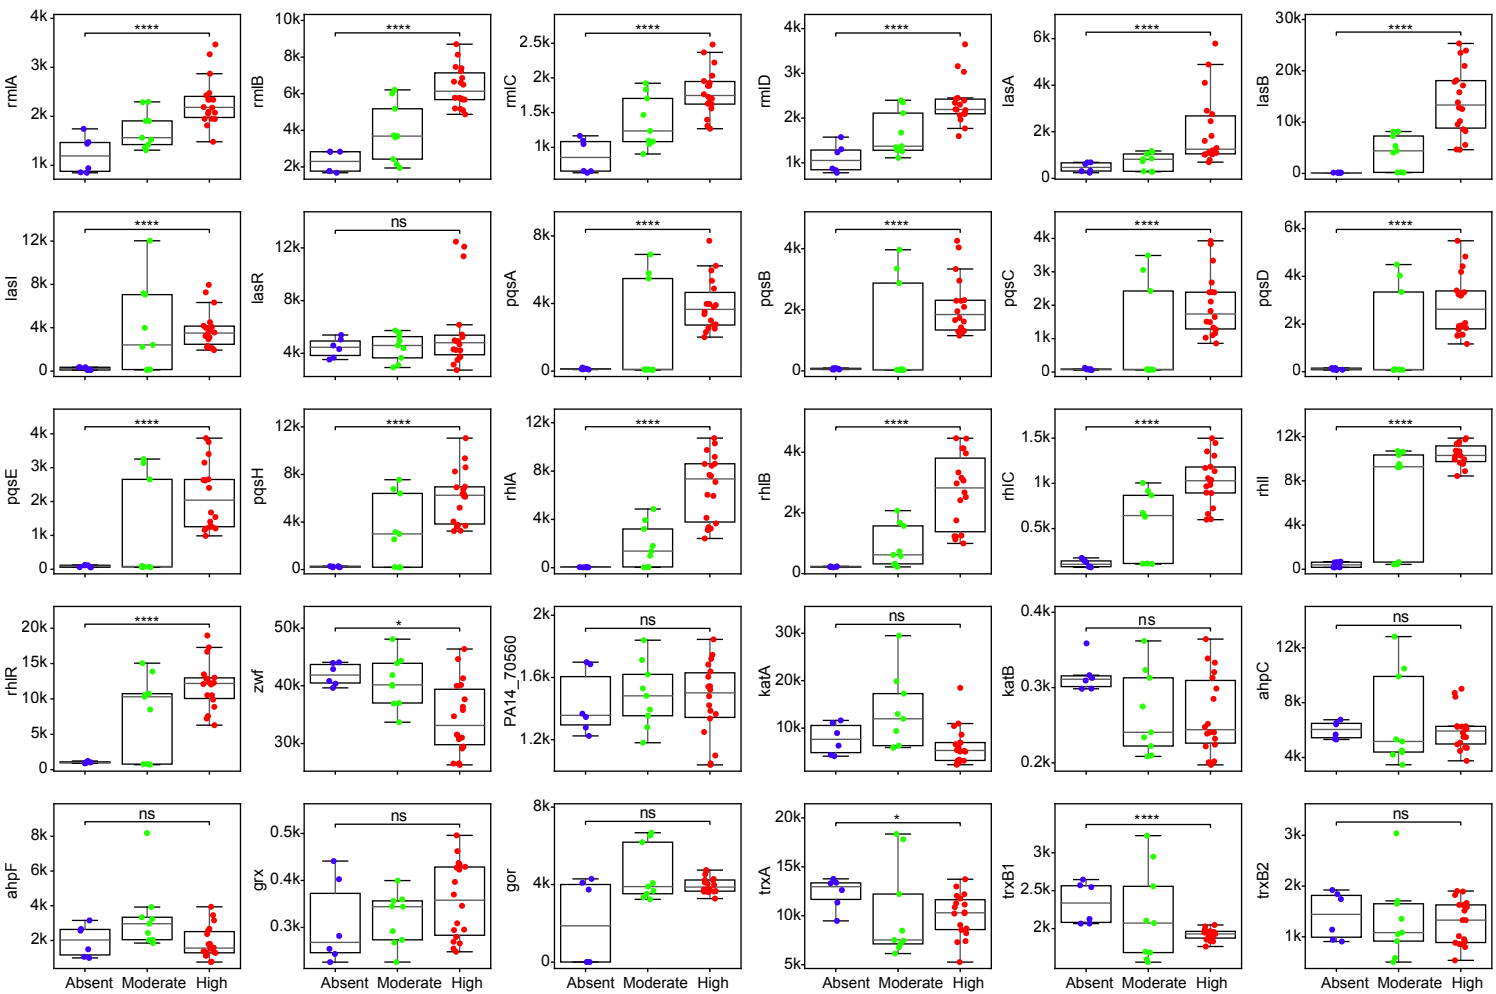 rmlA 4k 3k 2k 1k ****
rmlB 10k 8k 6k 4k 2k ****
rmlC 2.5k 2k 1.5k 1k ****
rmlD 4k 3k 2k 1k ****
lasA 6k 4k 2k 0 ****
lasB 30k 20k 10k 0 ****
lasI 12k 8k 4k 0 ****
lasR 12k 8k 4k ns
pqsA 8k 4k 0 ****
pqsB 4k 2k 0 ****
pqsC 4k 3k 2k 1k 0 ****
pqsD 6k 4k 2k 0 ****
pqsE 4k 3k 2k 1k 0 ****
pqsH 12k 8k 4k 0 ****
rhlA 12k 8k 4k 0 ****
rhlB 4k 2k 0 ****
rhlC 1.5k 1k 0.5k ****
rhlI 12k 8k 4k 0 ****
rhlR 20k 15k 10k 5k 0 ****
zwf 50k 40k 30k *
PA14_70560 2k 1.6k 1.2k ns
katA 30k 20k 10k ns
katB 0.4k 0.3k 0.2k ns
ahpC 12k 8k 4k ns
ahpF 8k 6k 4k 2k ns
grx 0.5k 0.4k 0.3k ns
gor 8k 4k 0 ns
trxA 20k 15k 10k 5k *
trxB1 3k 2.5k 2k ****
trxB2 3k 2k 1k ns
Absent Moderate High Absent Moderate High Absent Moderate High Absent Moderate High Absent Moderate High Absent Moderate High